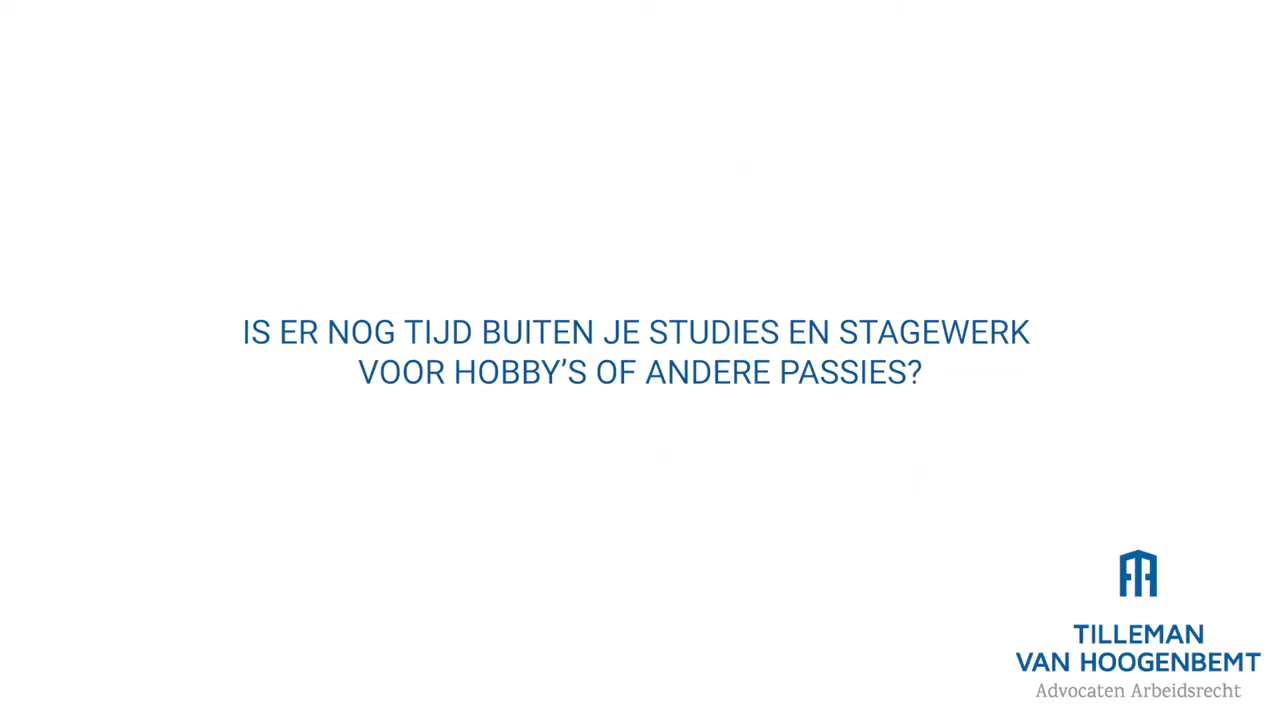 IS ER NOG TIJD BUITEN JE STUDIES EN STAGEWERK
VOOR HOBBY’S OF ANDERE PASSIES?
TILLEMAN
VAN HOOGENBEMT
Advocaten Arbeidsrecht